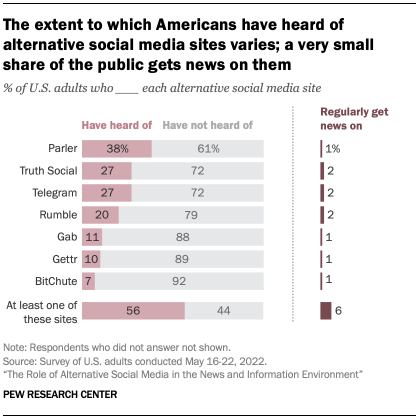 The extent to which Americans have heard of
alternative social media sites varies; a very small
share of the public gets news on them
% of U.S. adults who ___ each alternative social media site
Regularly get
news on
Have heard of Have not heard of
Parler 38% 61% 1%
Truth Social 27 72 2
Telegram 27 72 2
Rumble 20 79 2
Gab 11 88 1
Gettr 10 89 1
BitChute 7 92 1
At least one of
these sites 56 44 6
Note: Respondents who did not answer not shown.
Source: Survey of U.S. adults conducted May 16-22, 2022.
“The Role of Alternative Social Media in the News and Information Environment”
PEW RESEARCH CENTER